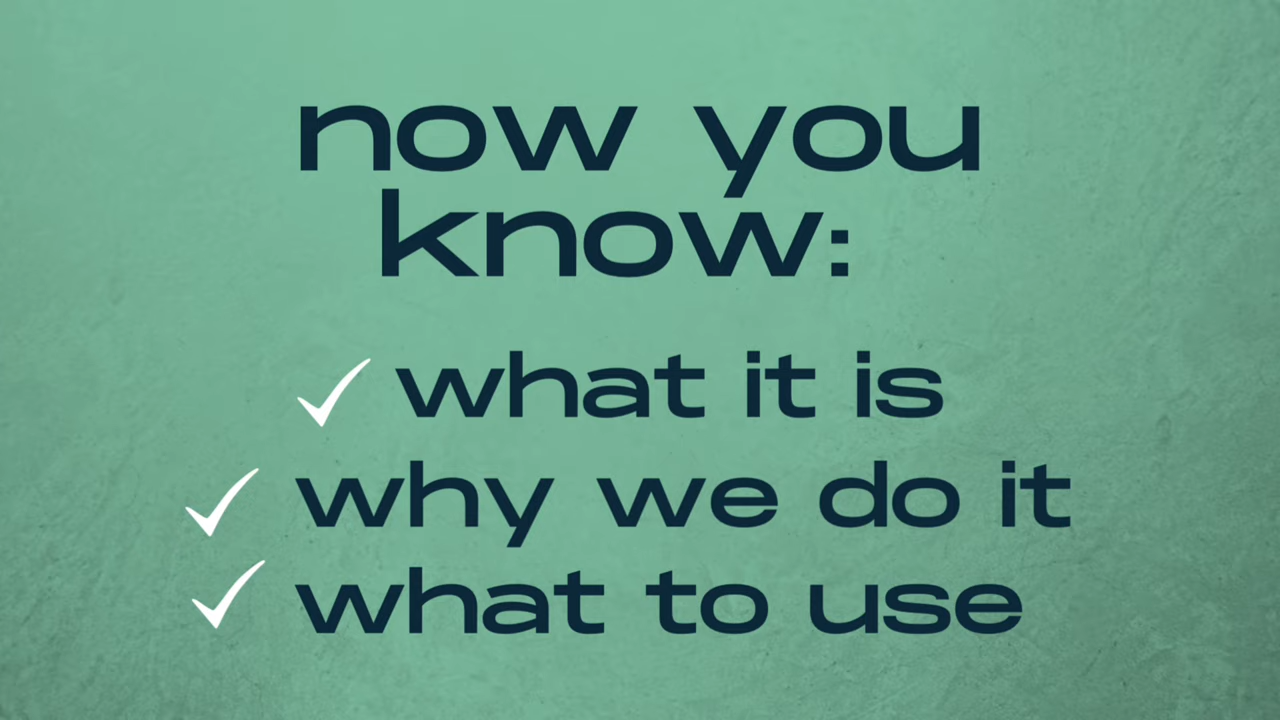 now you
know:
what it is
why we do it
what to use